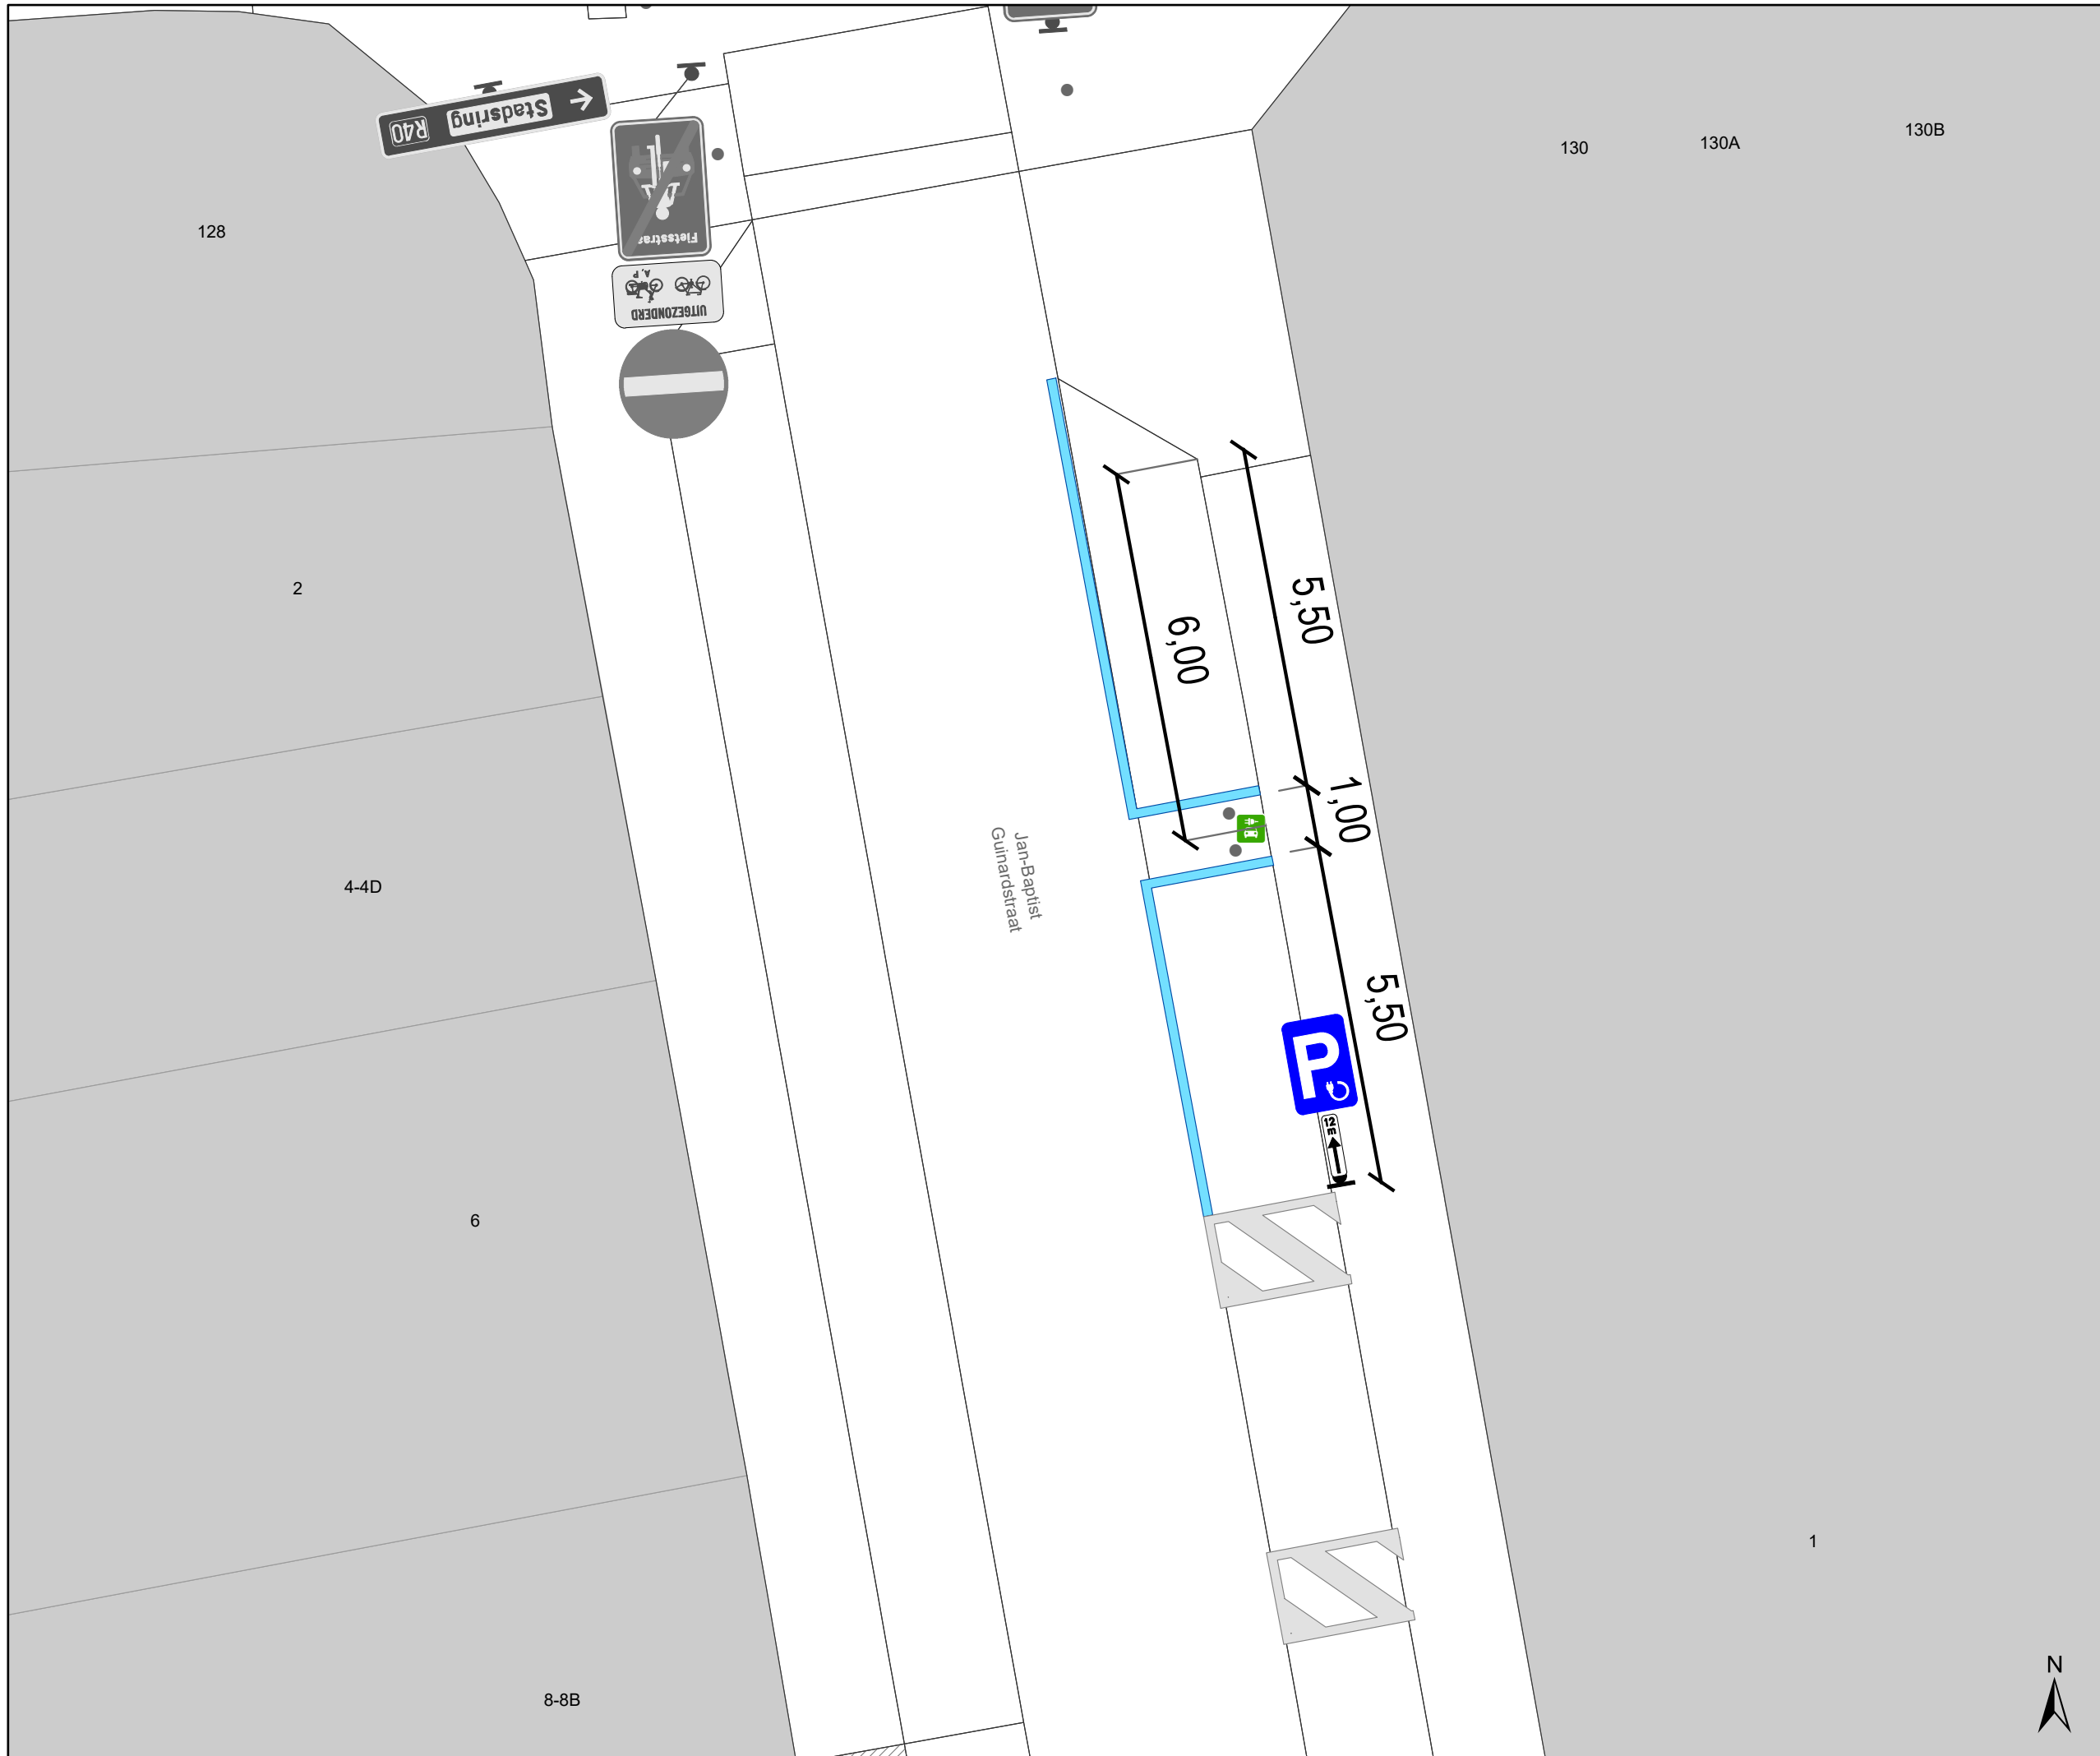 130B
130A
130
R40 Stadsring
128
Fietsstraat
A, P
UITGEZONDERD
2
5,50
6,00
1,00
Jan-Baptist
Guinardstraat
4-4D
5,50
P
12
m
6
1
N
8-8B